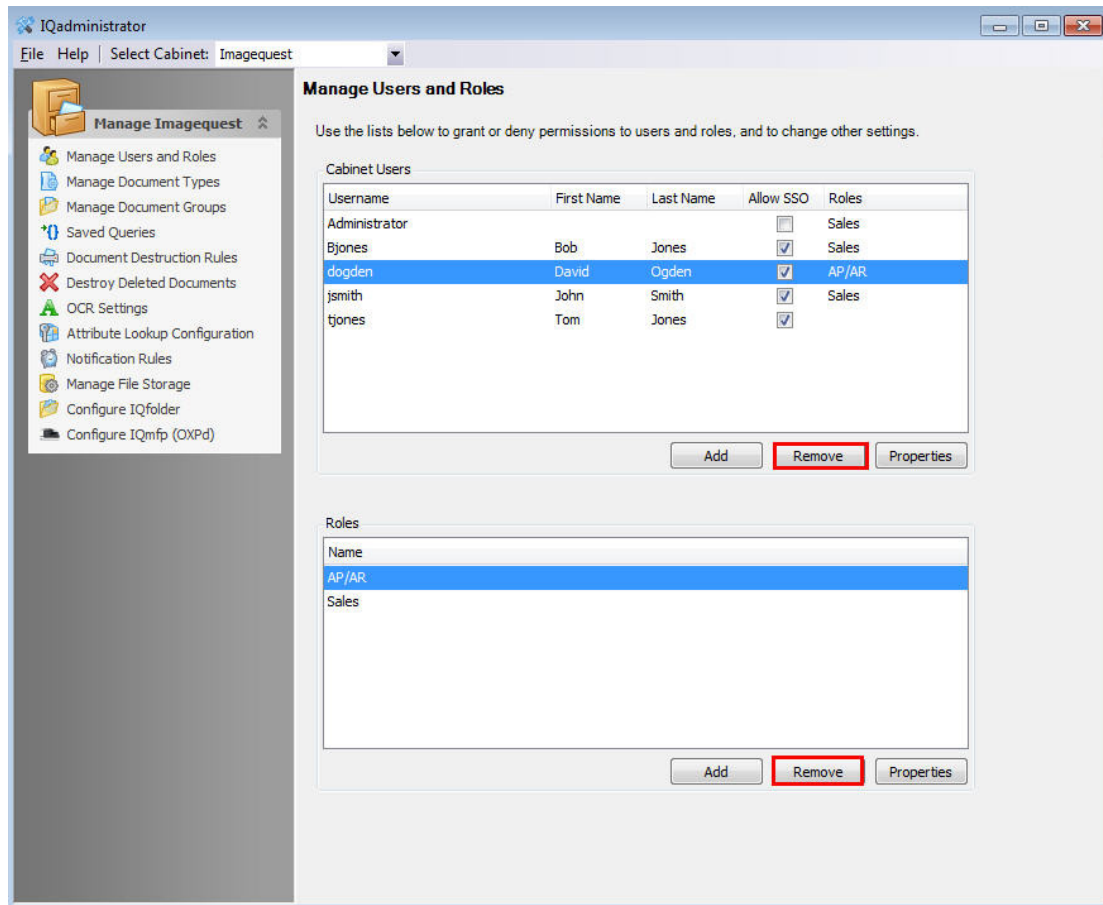 IQadministrator
File Help Select Cabinet: Imagequest
Manage Imagequest
Manage Users and Roles
Manage Document Types
Manage Document Groups
Saved Queries
Document Destruction Rules
Destroy Deleted Documents
OCR Settings
Attribute Lookup Configuration
Notification Rules
Manage File Storage
Configure IQfolder
Configure IQmfp (OXPd)
Manage Users and Roles
Use the lists below to grant or deny permissions to users and roles, and to change other settings.
Cabinet Users
Username First Name Last Name Allow SSO Roles
Administrator Sales
Bjones Bob Jones Sales
dogden David Ogden AP/AR
jsmith John Smith Sales
tjones Tom Jones
Add Remove Properties
Roles
Name
AP/AR
Sales
Add Remove Properties